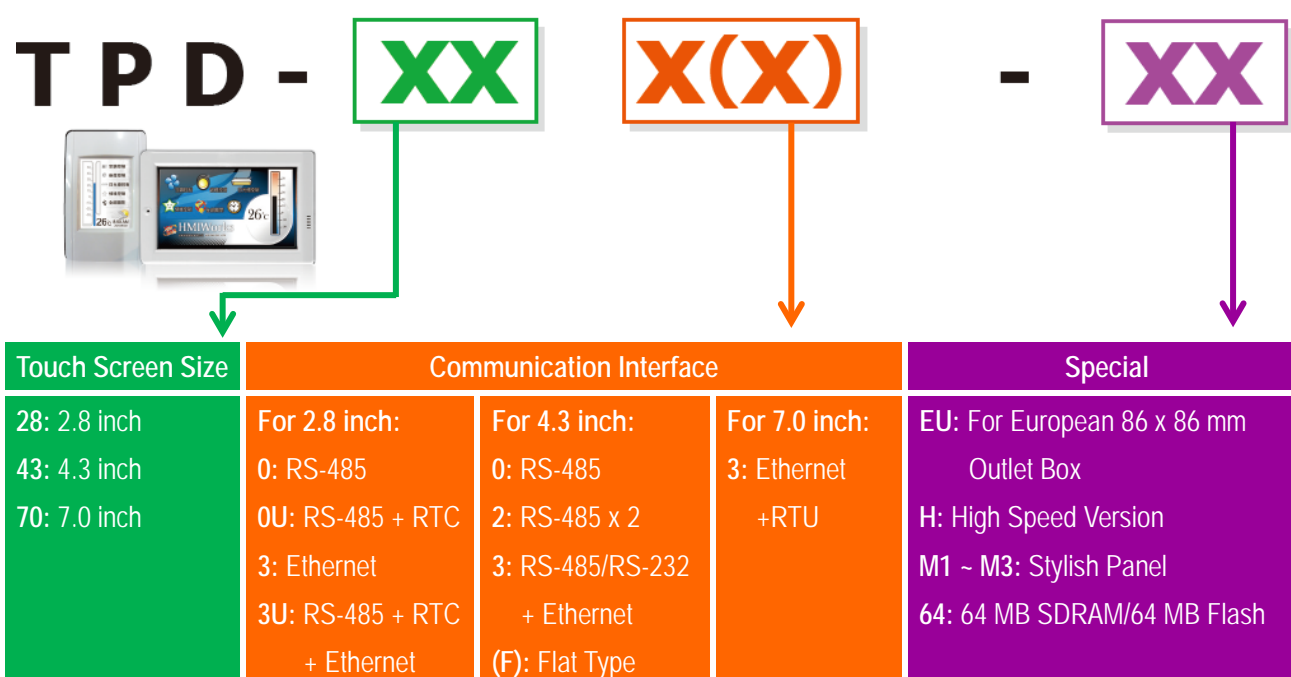 TPD-XX X(X) - XX
26°c
HMIWorks
26°c
Touch Screen Size
28: 2.8 inch
43: 4.3 inch
70: 7.0 inch
Communication Interface
For 2.8 inch:
0: RS-485
0U: RS-485 + RTC
3: Ethernet
3U: RS-485 + RTC
+ Ethernet
For 4.3 inch:
0: RS-485
2: RS-485 x 2
3: RS-485/RS-232
+ Ethernet
(F): Flat Type
For 7.0 inch:
3: Ethernet
+RTU
Special
EU: For European 86 x 86 mm
Outlet Box
H: High Speed Version
M1 ~ M3: Stylish Panel
64: 64 MB SDRAM/64 MB Flash